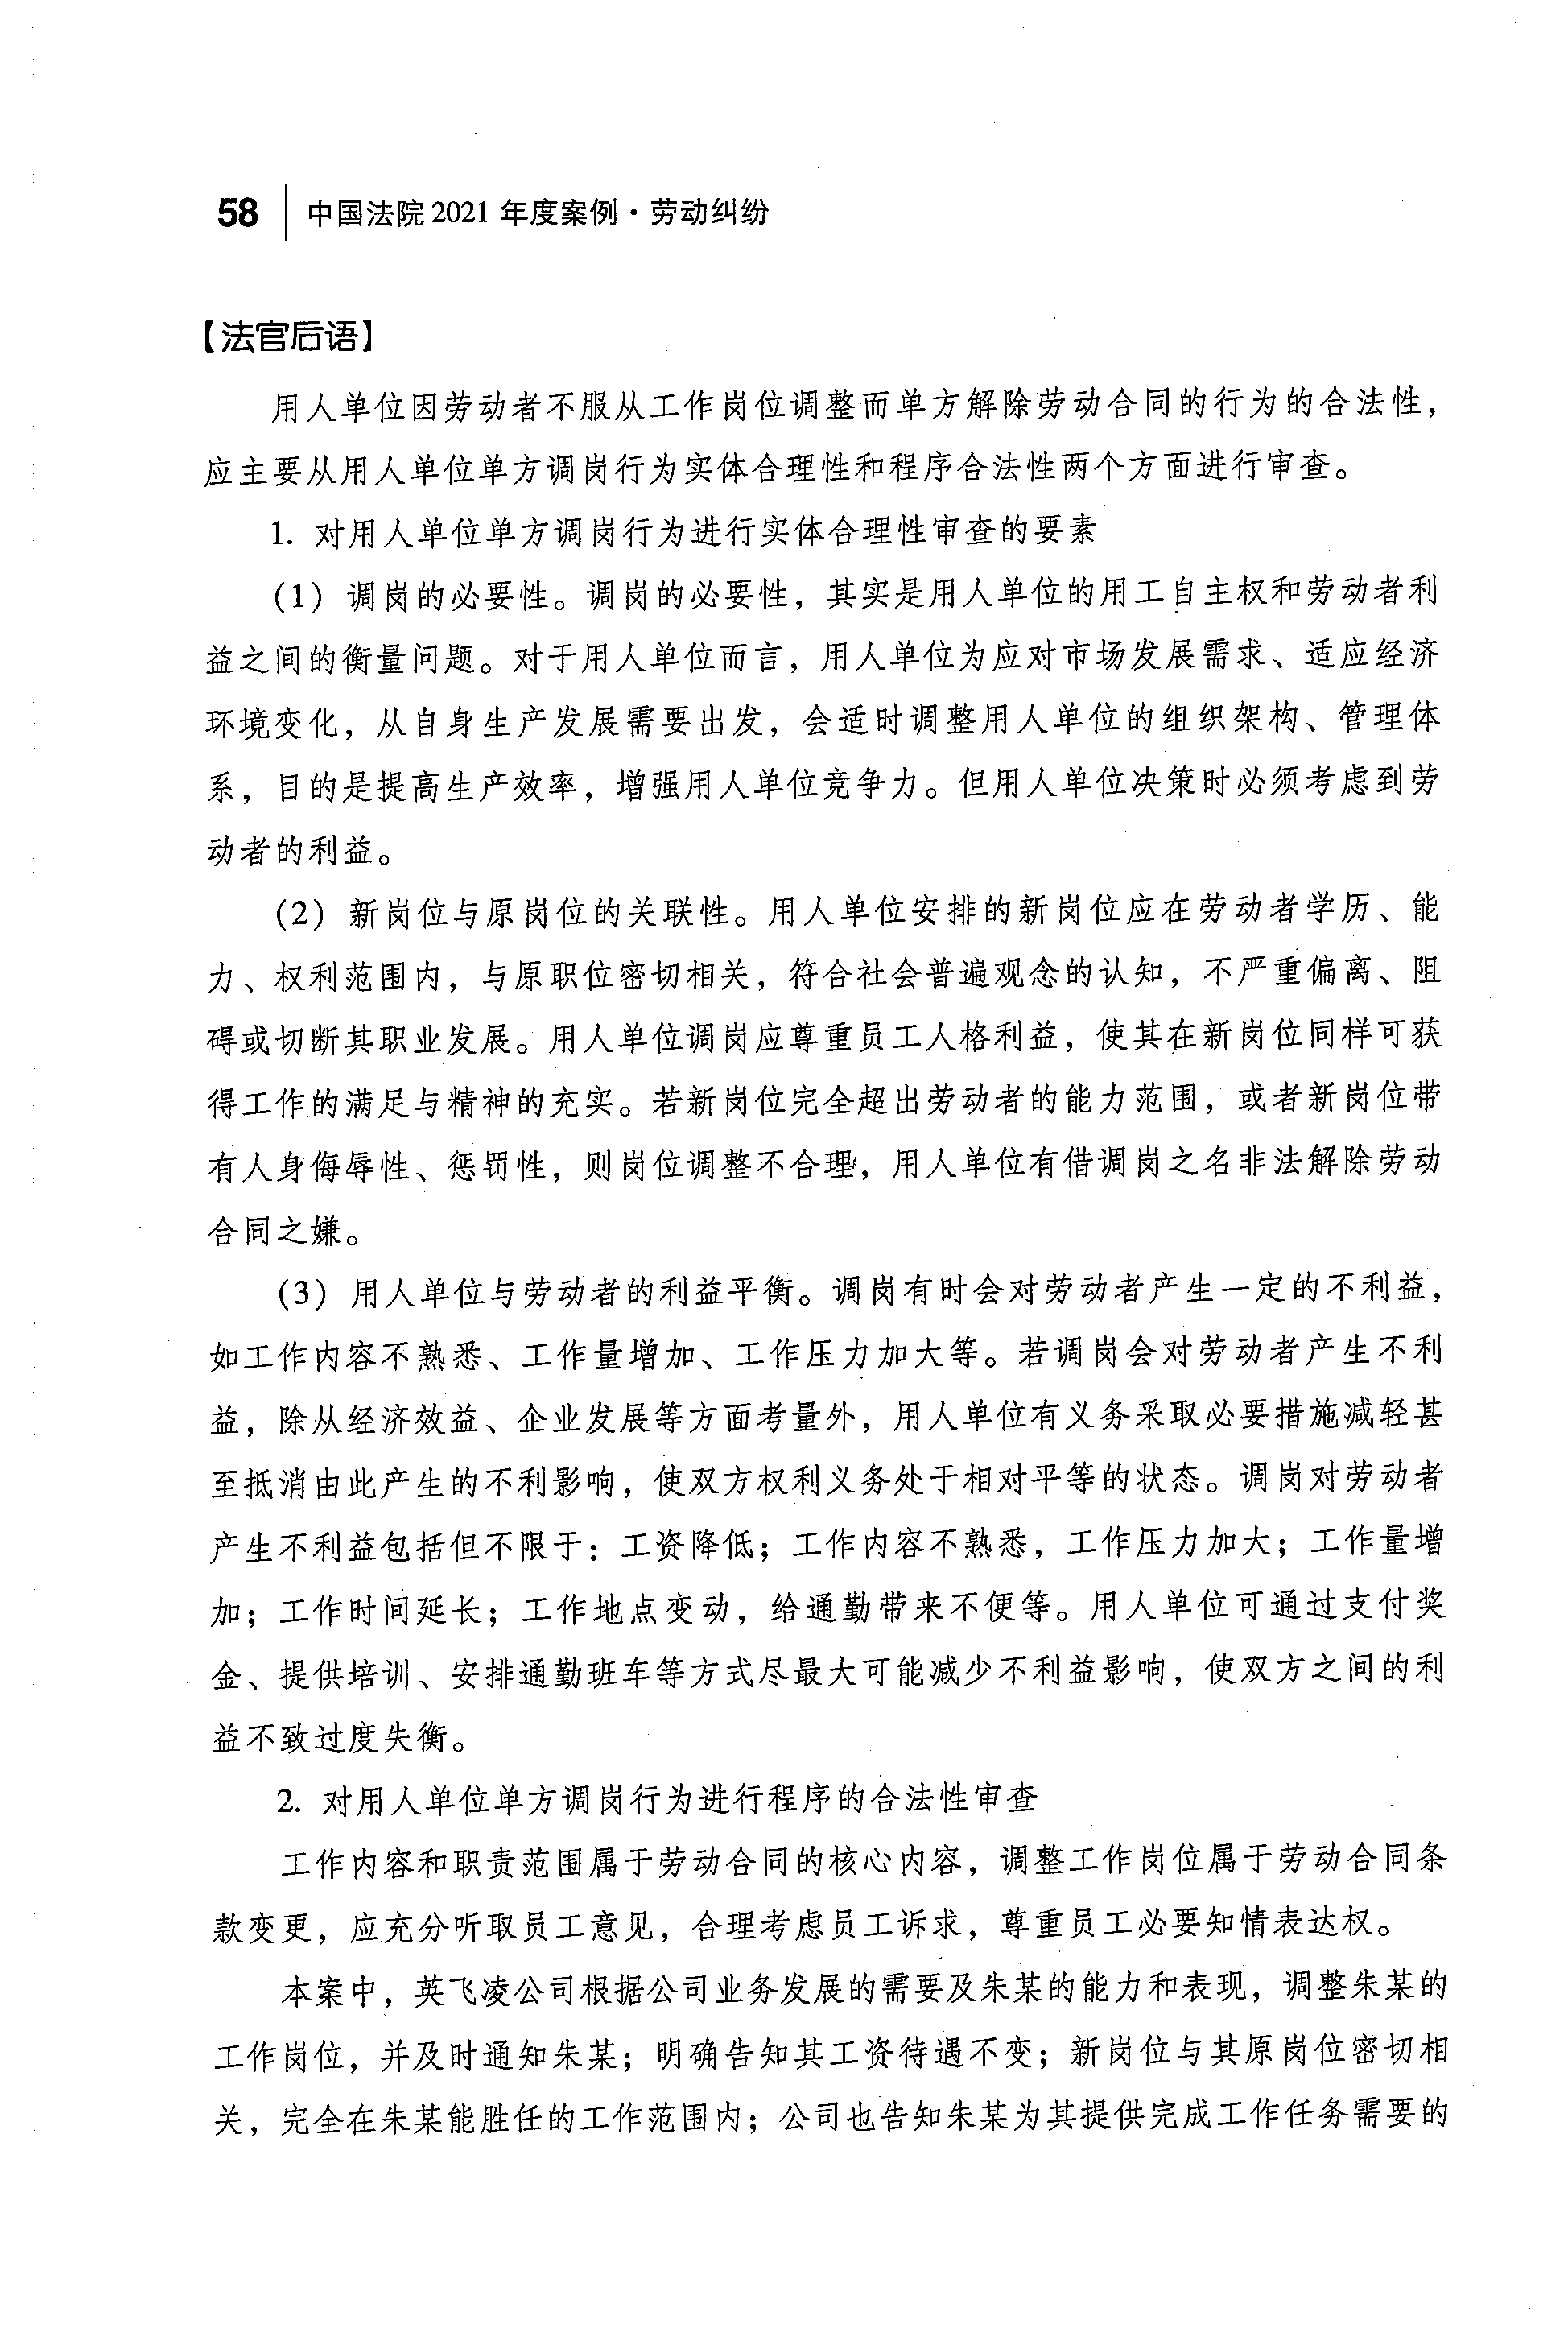 58 中国法院2021年度案例·劳动纠纷
【法官后语】
用人单位因劳动者不服从工作岗位调整而单方解除劳动合同的行为的合法性，
应主要从用人单位单方调岗行为实体合理性和程序合法性两个方面进行审查。
1. 对用人单位单方调岗行为进行实体合理性审查的要素
(1) 调岗的必要性。调岗的必要性，其实是用人单位的用工自主权和劳动者利
益之间的衡量问题。对于用人单位而言，用人单位为应对市场发展需求、适应经济
环境变化，从自身生产发展需要出发，会适时调整用人单位的组织架构、管理体
系，目的是提高生产效率，增强用人单位竞争力。但用人单位决策时必须考虑到劳
动者的利益。
(2) 新岗位与原岗位的关联性。用人单位安排的新岗位应在劳动者学历、能
力、权利范围内，与原职位密切相关，符合社会普遍观念的认知，不严重偏离、阻
碍或切断其职业发展。用人单位调岗应尊重员工人格利益，使其在新岗位同样可获
得工作的满足与精神的充实。若新岗位完全超出劳动者的能力范围，或者新岗位带
有人身侮辱性、惩罚性，则岗位调整不合理，用人单位有借调岗之名非法解除劳动
合同之嫌。
(3) 用人单位与劳动者的利益平衡。调岗有时会对劳动者产生一定的不利益，
如工作内容不熟悉、工作量增加、工作压力加大等。若调岗会对劳动者产生不利
益，除从经济效益、企业发展等方面考量外，用人单位有义务采取必要措施减轻甚
至抵消由此产生的不利影响，使双方权利义务处于相对平等的状态。调岗对劳动者
产生不利益包括但不限于：工资降低；工作内容不熟悉，工作压力加大；工作量增
加；工作时间延长；工作地点变动，给通勤带来不便等。用人单位可通过支付奖
金、提供培训、安排通勤班车等方式尽最大可能减少不利益影响，使双方之间的利
益不致过度失衡。
2. 对用人单位单方调岗行为进行程序的合法性审查
工作内容和职责范围属于劳动合同的核心内容，调整工作岗位属于劳动合同条
款变更，应充分听取员工意见，合理考虑员工诉求，尊重员工必要知情表达权。
本案中，英飞凌公司根据公司业务发展的需要及朱某的能力和表现，调整朱某的
工作岗位，并及时通知朱某；明确告知其工资待遇不变；新岗位与其原岗位密切相
关，完全在朱某能胜任的工作范围内；公司也告知朱某为其提供完成工作任务需要的